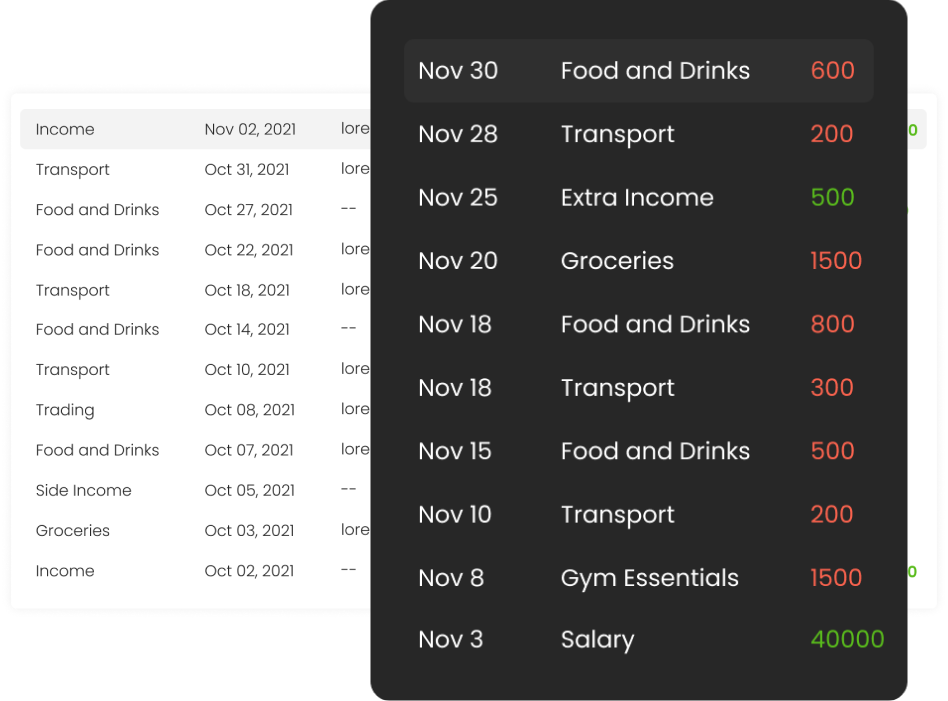 Income Nov 02, 2021 lore 0
Transport Oct 31, 2021 lore
Food and Drinks Oct 27, 2021 --
Food and Drinks Oct 22, 2021 lore
Transport Oct 18, 2021 lore
Food and Drinks Oct 14, 2021 --
Transport Oct 10, 2021 lore
Trading Oct 08, 2021 lore
Food and Drinks Oct 07, 2021 lore
Side Income Oct 05, 2021 --
Groceries Oct 03, 2021 lore
Income Oct 02, 2021 -- 0
Nov 30 Food and Drinks 600
Nov 28 Transport 200
Nov 25 Extra Income 500
Nov 20 Groceries 1500
Nov 18 Food and Drinks 800
Nov 18 Transport 300
Nov 15 Food and Drinks 500
Nov 10 Transport 200
Nov 8 Gym Essentials 1500
Nov 3 Salary 40000